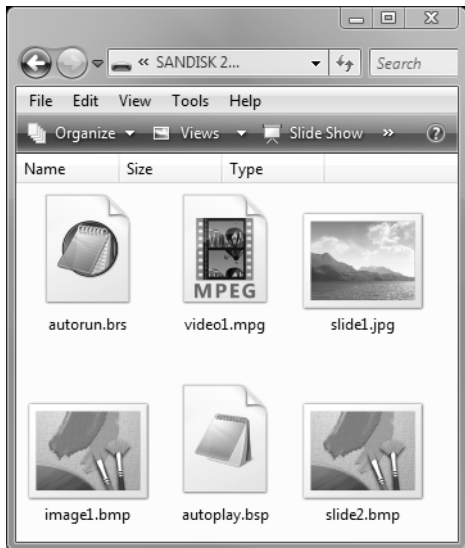 « SANDISK 2... Search
File Edit View Tools Help
Organize Views Slide Show » ?
Name Size Type
MPEG
autorun.brs video1.mpg slide1.jpg
image1.bmp autoplay.bsp slide2.bmp